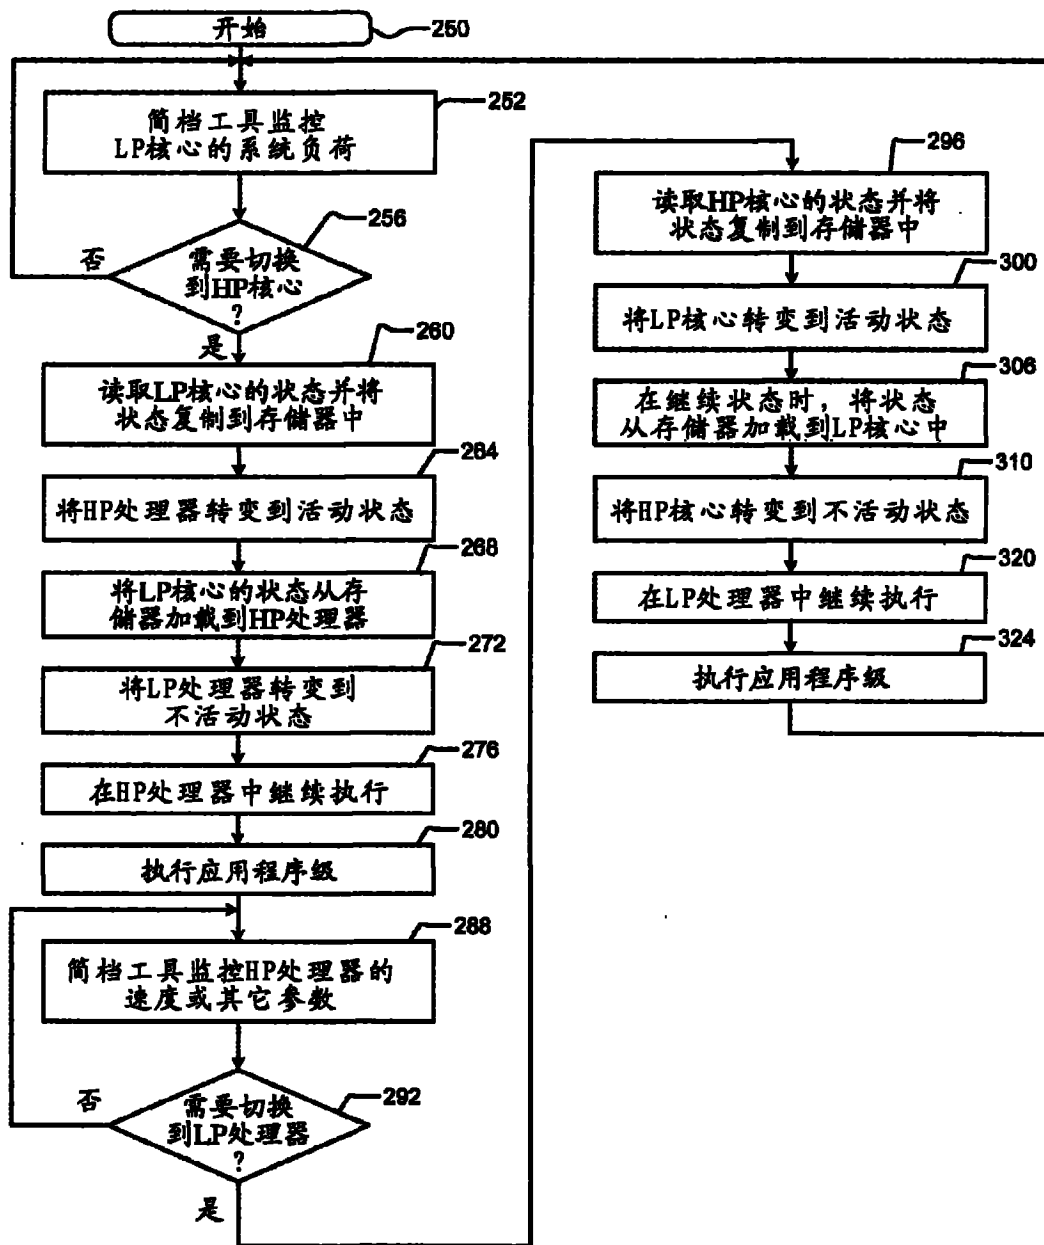 开始
250
252
简档工具监控
LP核心的系统负荷
256
否
需要切换
到HP核心
?
是
260
读取LP核心的状态并将
状态复制到存储器中
264
将HP处理器转变到活动状态
268
将LP核心的状态从存
储器加载到HP处理器
272
将LP处理器转变到
不活动状态
276
在HP处理器中继续执行
280
执行应用程序级
288
简档工具监控HP处理器的
速度或其它参数
否
292
需要切换
到LP处理器
?
是
296
读取HP核心的状态并将
状态复制到存储器中
300
将LP核心转变到活动状态
306
在继续状态时，将状态
从存储器加载到LP核心中
310
将HP核心转变到不活动状态
320
在LP处理器中继续执行
324
执行应用程序级